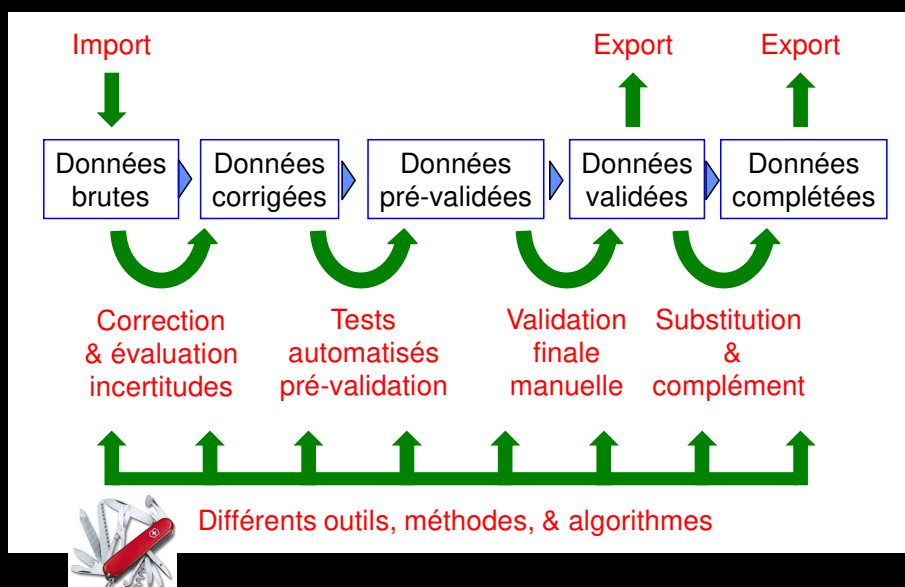 Import
Export
Export
Données
brutes
Données
corrigées
Données
pré-validées
Données
validées
Données
complétées
Correction
& évaluation
incertitudes
Tests
automatisés
pré-validation
Validation
finale
manuelle
Substitution
&
complément
Différents outils, méthodes, & algorithmes